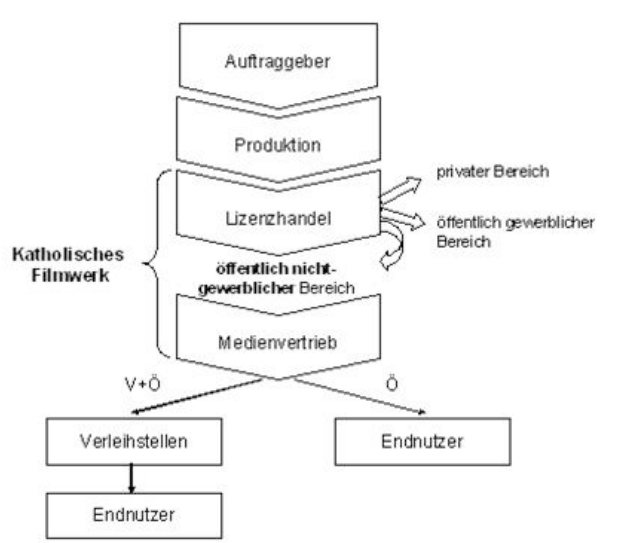 Auftraggeber
Produktion
privater Bereich
Lizenzhandel
öffentlich gewerblicher
Bereich
Katholisches
Filmwerk
öffentlich nicht-
gewerblicher Bereich
Medienvertrieb
V+Ö
Ö
Verleihstellen
Endnutzer
Endnutzer